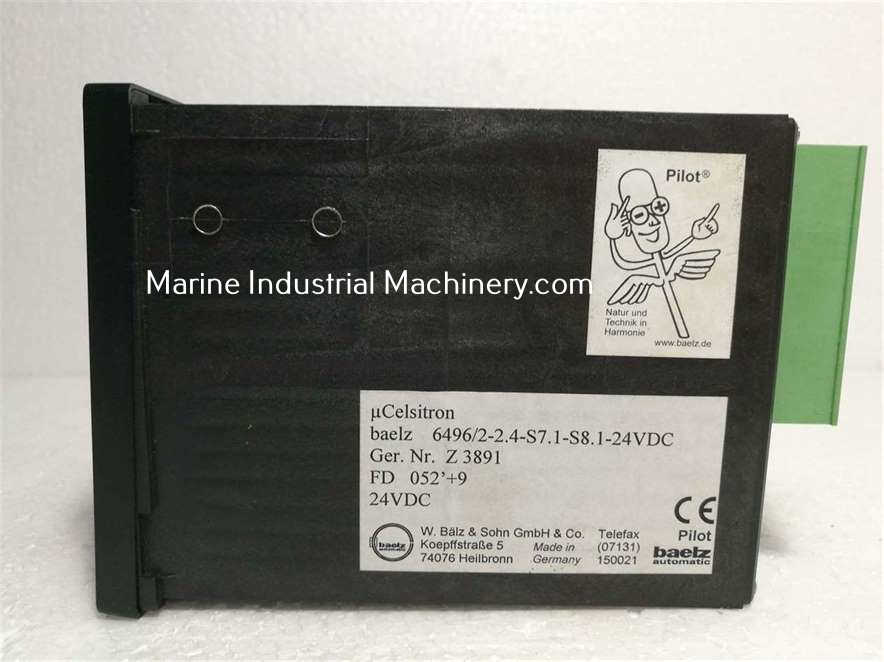 Pilot®
Natur und
Technik in
Harmonie
www.baelz.de
Marine Industrial Machinery.com
µCelsitron
baelz 6496/2-2.4-S7.1-S8.1-24VDC
Ger. Nr. Z 3891
FD 052'+9
24VDC
CE
Pilot
baelz
automatic
W. Bälz & Sohn GmbH & Co. Telefax
Koepffstraße 5 Made in (07131)
74076 Heilbronn Germany 150021
baelz
automatic